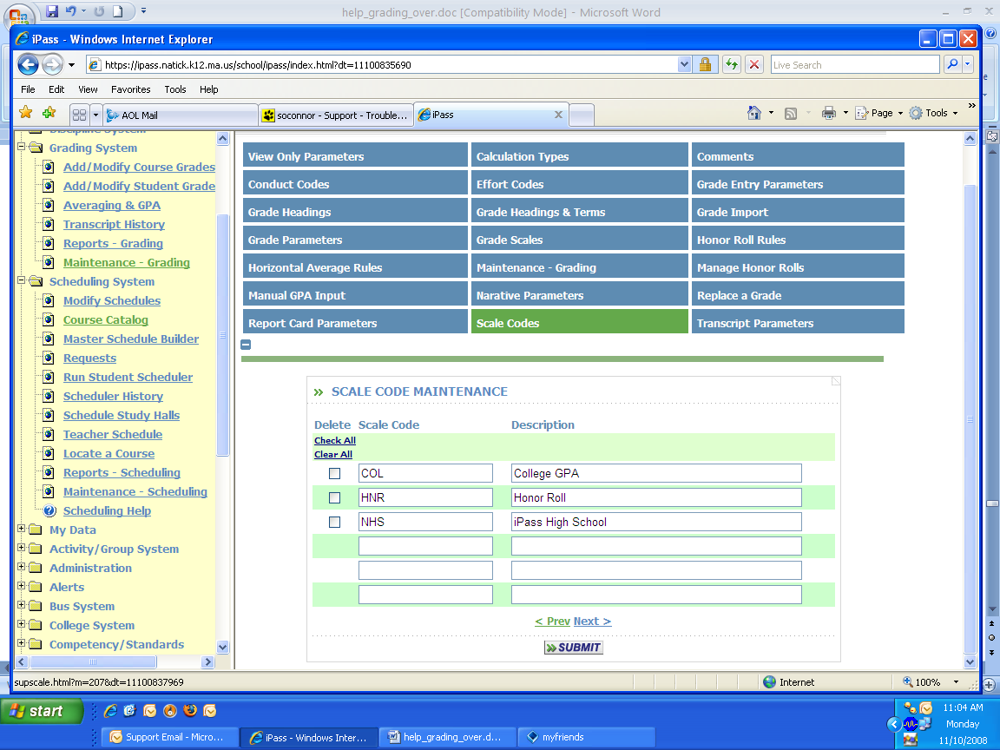 help_grading_over.doc [Compatibility Mode] - Microsoft Word
iPass - Windows Internet Explorer
https://ipass.natick.k12.ma.us/school/ipass/index.html?dt=11100835690
Live Search
File Edit View Favorites Tools Help
AOL Mail
soconnor - Support - Trouble...
iPass
Page
Tools
Grading System
Add/Modify Course Grades
Add/Modify Student Grade
Averaging & GPA
Transcript History
Reports - Grading
Maintenance - Grading
Scheduling System
Modify Schedules
Course Catalog
Master Schedule Builder
Requests
Run Student Scheduler
Scheduler History
Schedule Study Halls
Teacher Schedule
Locate a Course
Reports - Scheduling
Maintenance - Scheduling
Scheduling Help
My Data
Activity/Group System
Administration
Alerts
Bus System
College System
Competency/Standards
View Only Parameters Calculation Types Comments
Conduct Codes Effort Codes Grade Entry Parameters
Grade Headings Grade Headings & Terms Grade Import
Grade Parameters Grade Scales Honor Roll Rules
Horizontal Average Rules Maintenance - Grading Manage Honor Rolls
Manual GPA Input Narative Parameters Replace a Grade
Report Card Parameters Scale Codes Transcript Parameters
SCALE CODE MAINTENANCE
Delete Scale Code Description
Check All
Clear All
COL College GPA
HNR Honor Roll
NHS iPass High School
< Prev Next >
SUBMIT
supscale.html?m=207&dt=11100837969
Internet
100%
start
Support Email - Micro...
iPass - Windows Inter...
help_grading_over.d...
myfriends
11:04 AM
Monday
11/10/2008